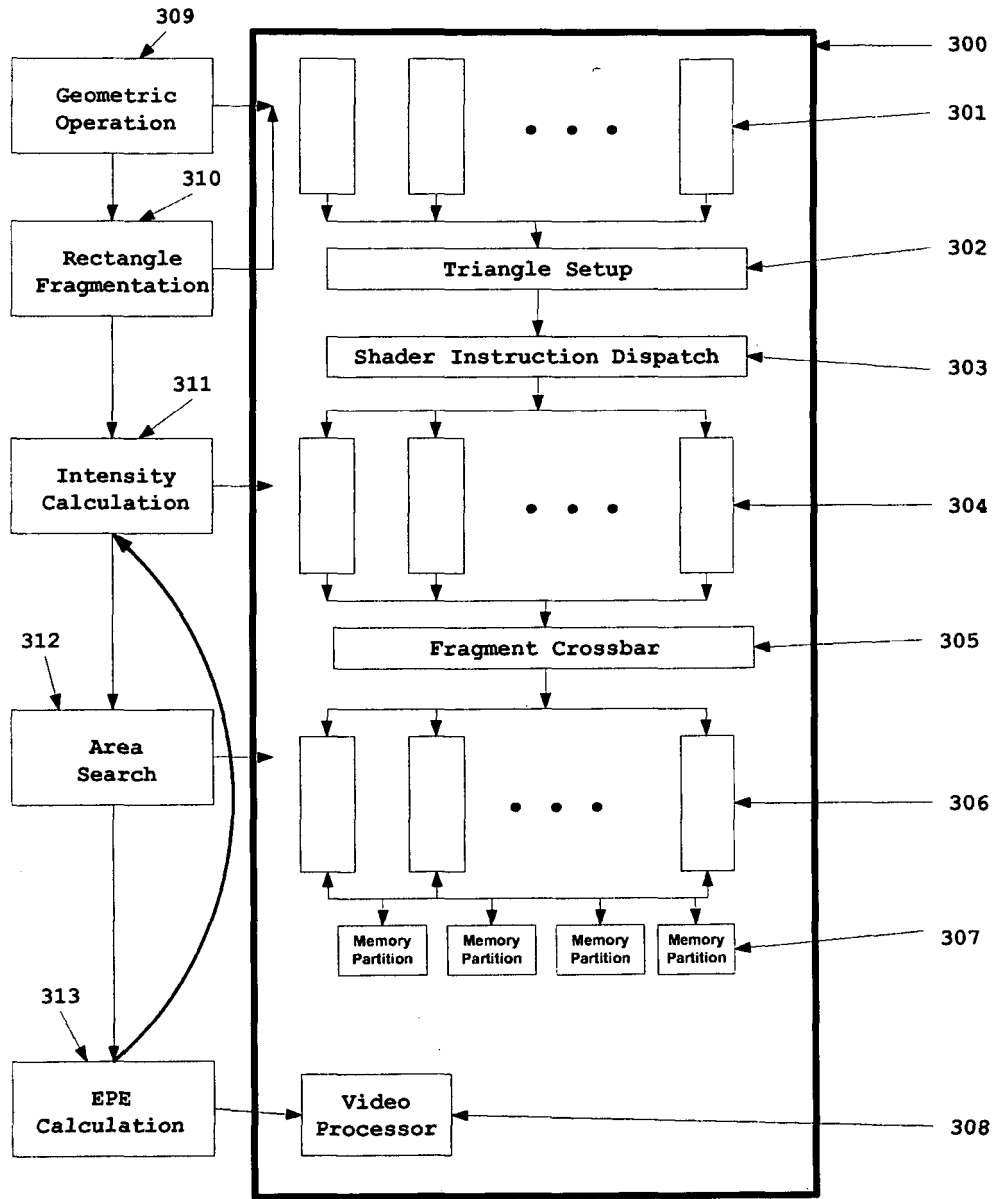 309
300
Geometric
Operation
301
310
Rectangle
Fragmentation
302
Triangle Setup
303
Shader Instruction Dispatch
311
Intensity
Calculation
304
312
305
Fragment Crossbar
Area
Search
306
Memory
Partition
Memory
Partition
Memory
Partition
Memory
Partition
307
313
EPE
Calculation
Video
Processor
308